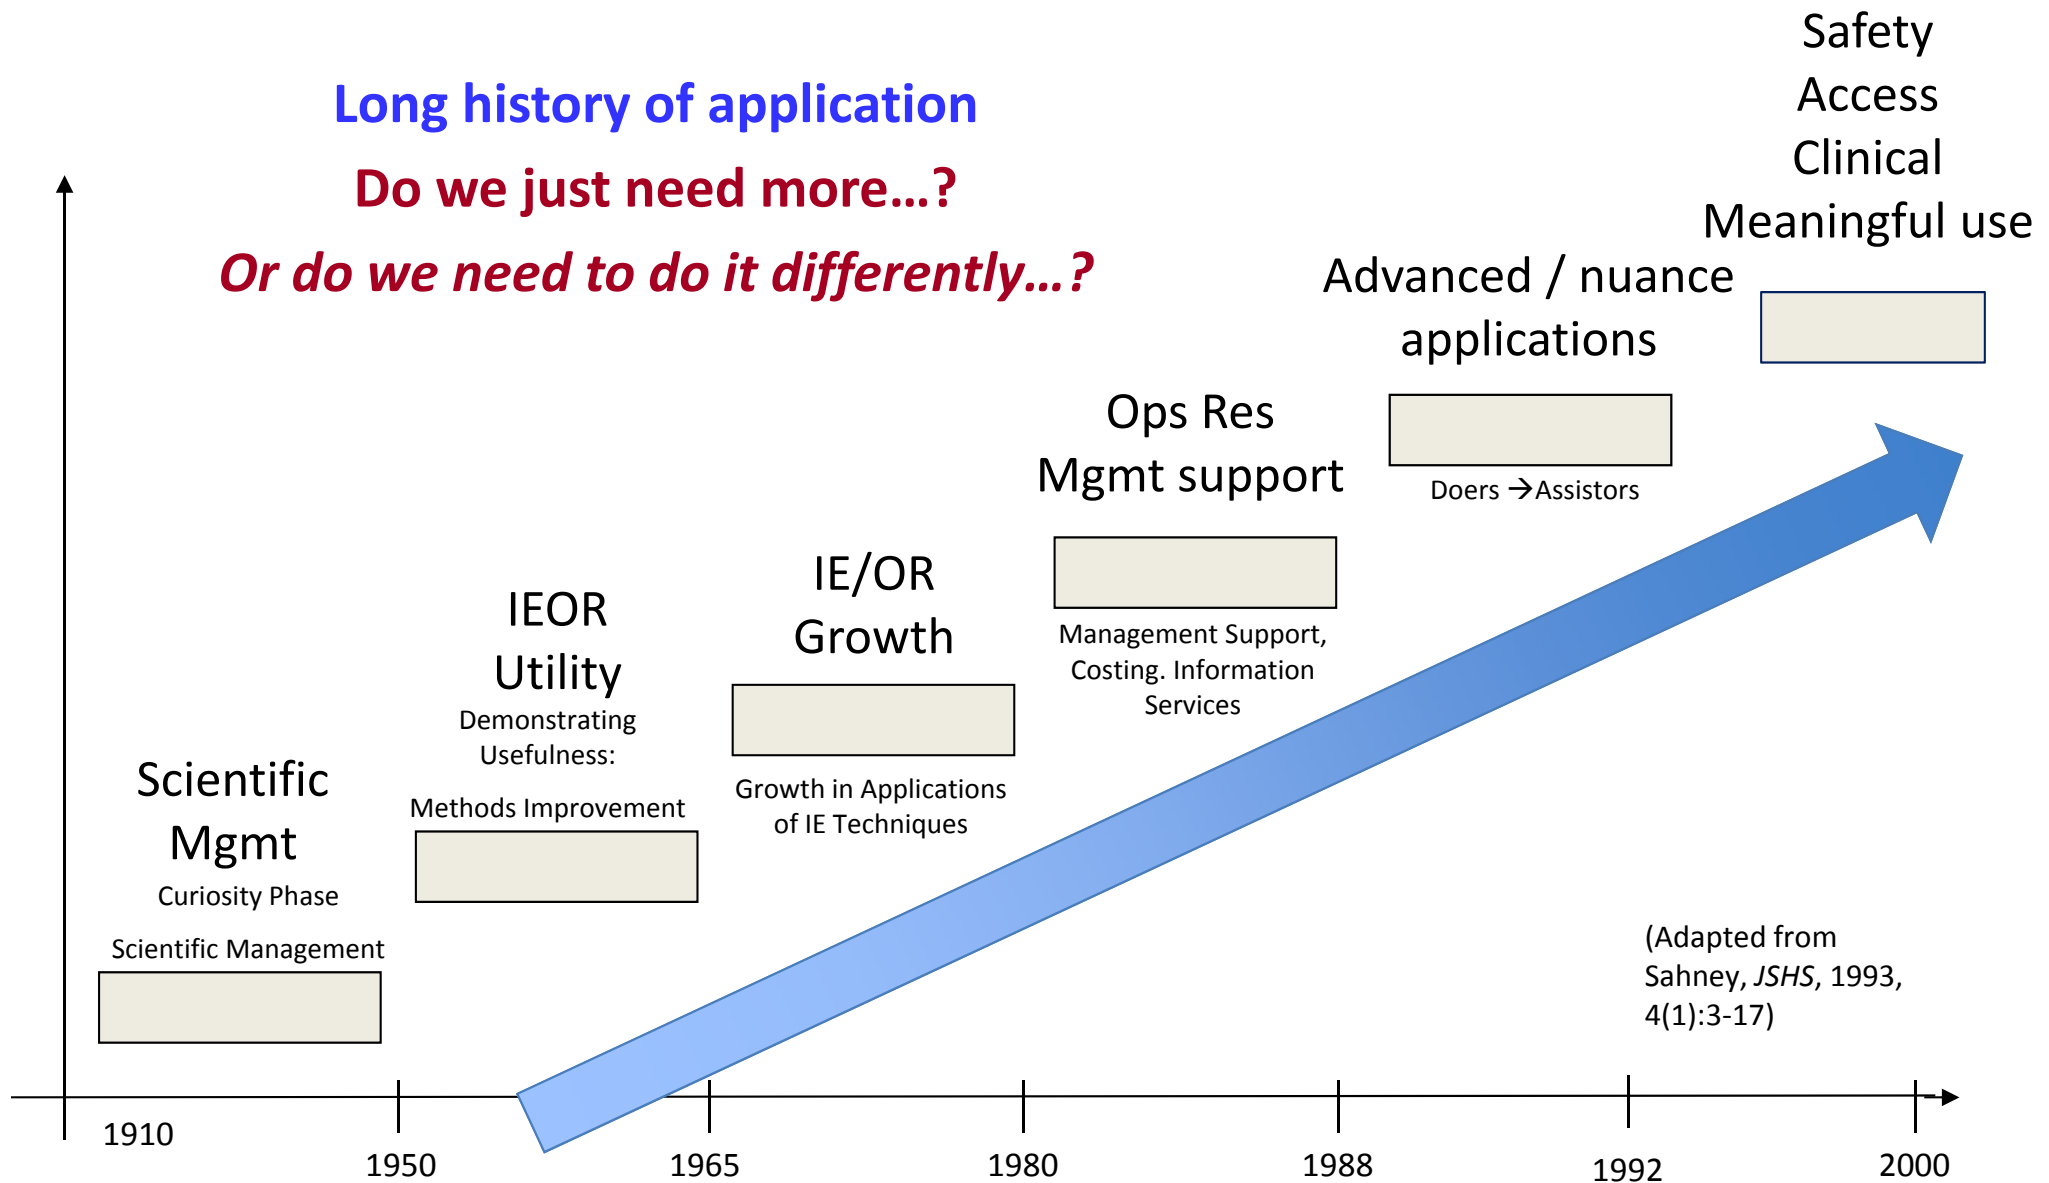 Long history of application
Do we just need more…?
Or do we need to do it differently…?
Safety
Access
Clinical
Meaningful use
Advanced / nuance
applications
Doers →Assistors
Ops Res
Mgmt support
Management Support,
Costing. Information
Services
IE/OR
Growth
Growth in Applications
of IE Techniques
IEOR
Utility
Demonstrating
Usefulness:
Methods Improvement
Scientific
Mgmt
Curiosity Phase
Scientific Management
(Adapted from
Sahney, JSHS, 1993,
4(1):3-17)
1910
1950
1965
1980
1988
1992
2000